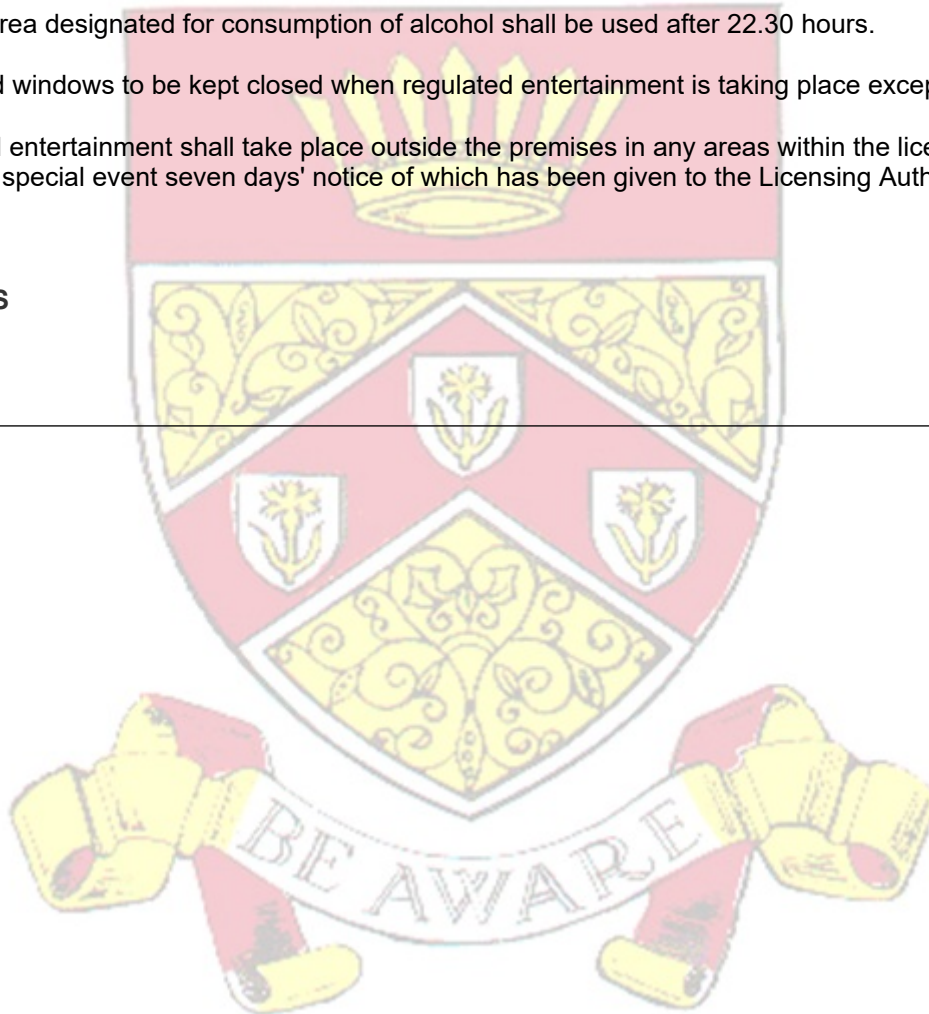 rea designated for consumption of alcohol shall be used after 22.30 hours.
d windows to be kept closed when regulated entertainment is taking place excep
l entertainment shall take place outside the premises in any areas within the lice
special event seven days' notice of which has been given to the Licensing Auth
S
BE AWARE